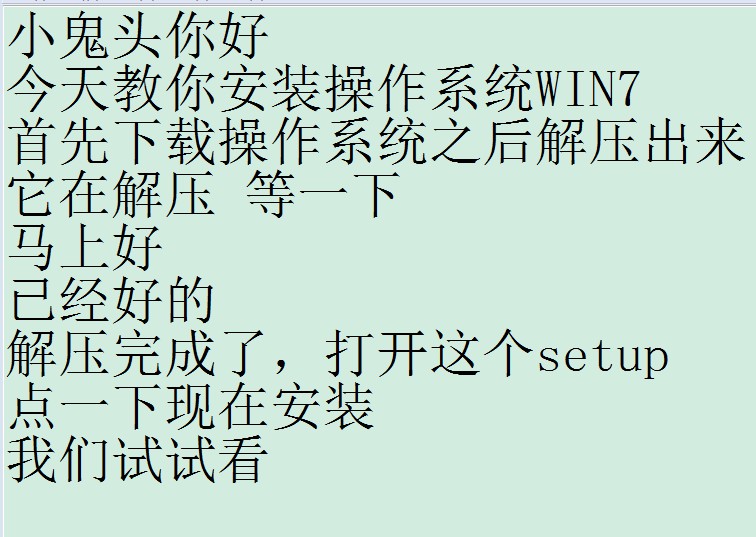 小鬼头你好
今天教你安装操作系统WIN7
首先下载操作系统之后解压出来
它在解压 等一下
马上好
已经好的
解压完成了，打开这个setup
点一下现在安装
我们试试看